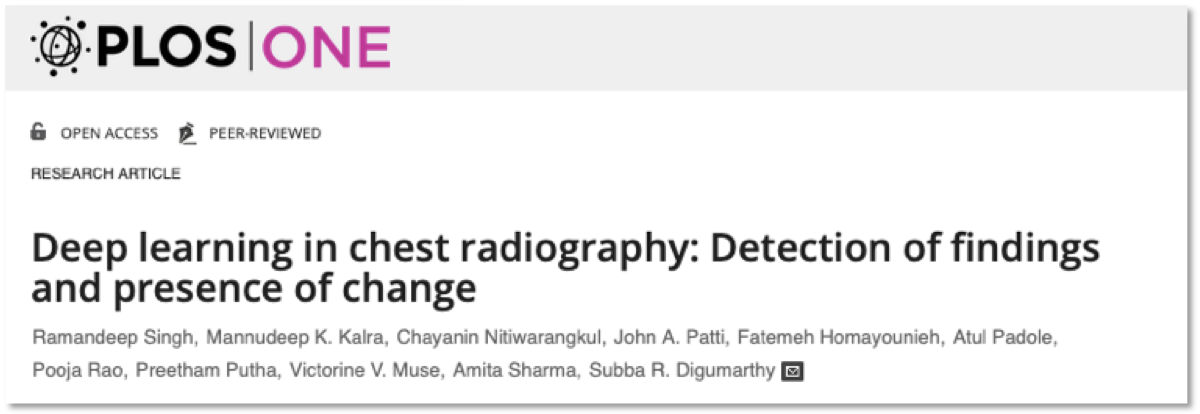 PLOS | ONE
OPEN ACCESS PEER-REVIEWED
RESEARCH ARTICLE
Deep learning in chest radiography: Detection of findings
and presence of change
Ramandeep Singh, Mannudeep K. Kalra, Chayanin Nitiwarangkul, John A. Patti, Fatemeh Homayounieh, Atul Padole,
Pooja Rao, Preetham Putha, Victorine V. Muse, Amita Sharma, Subba R. Digumarthy